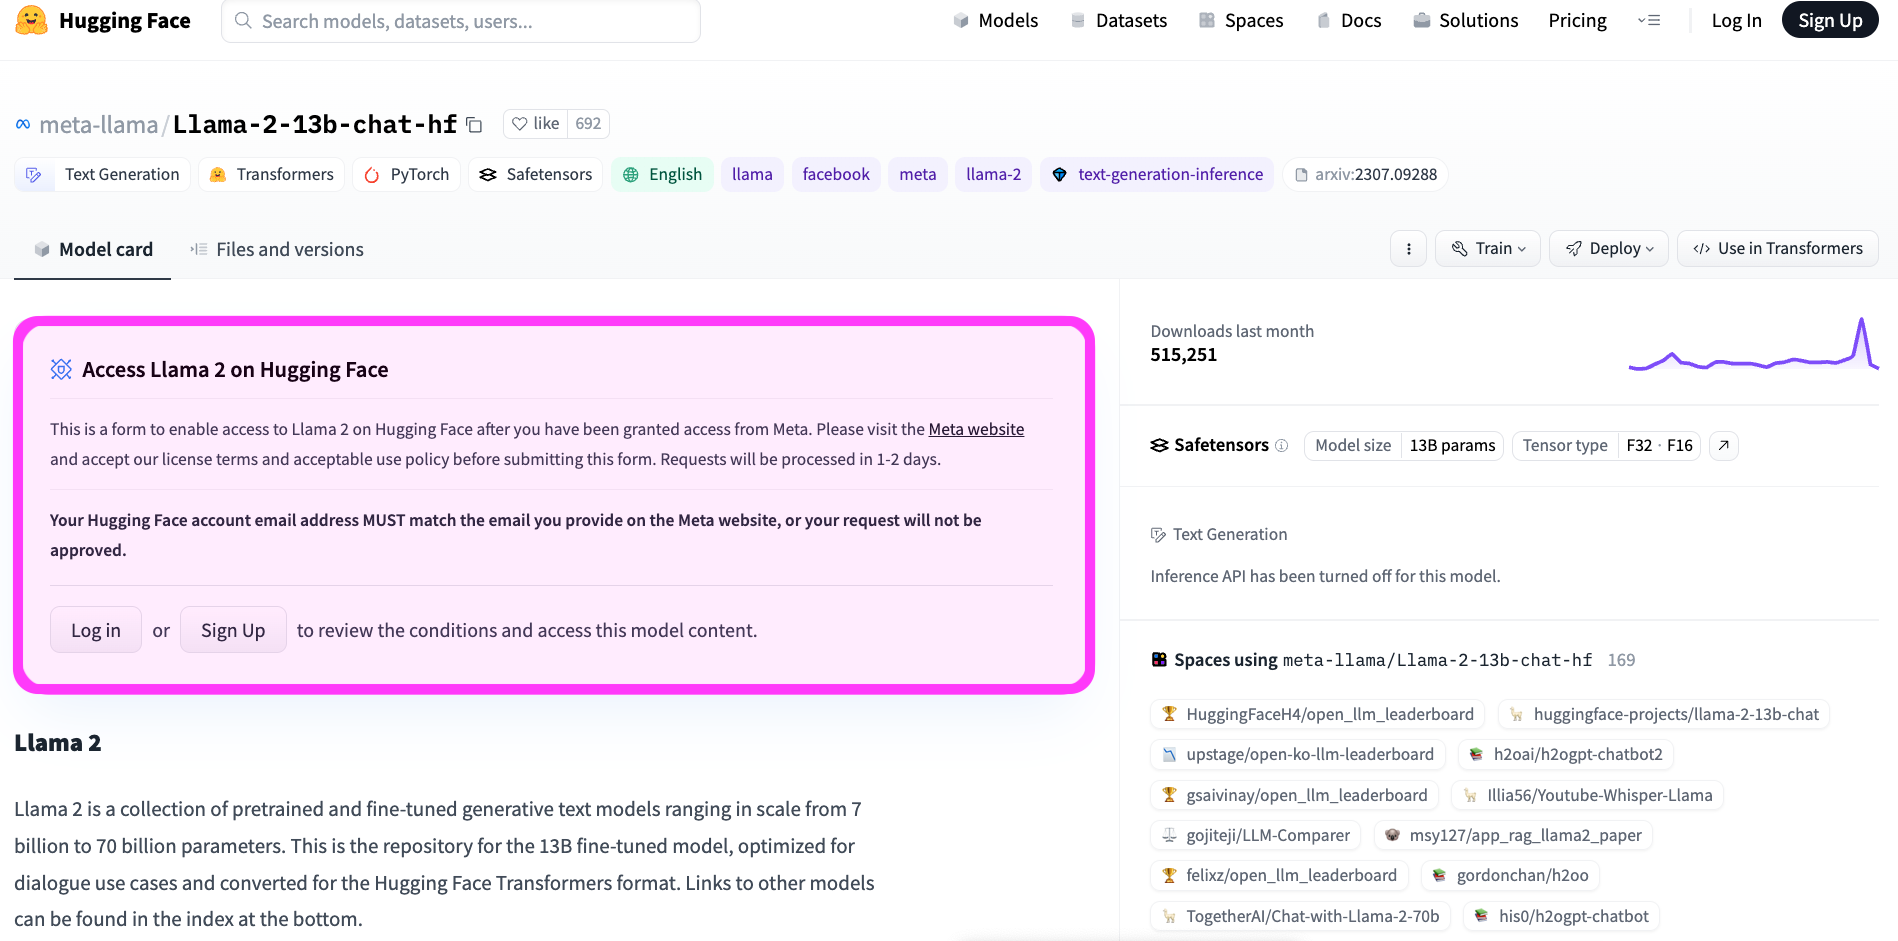 Hugging Face
Search models, datasets, users...
Models
Datasets
Spaces
Docs
Solutions
Pricing
Log In
Sign Up
meta-llama/Llama-2-13b-chat-hf
like 692
Text Generation
Transformers
PyTorch
Safetensors
English
llama
facebook
meta
llama-2
text-generation-inference
arxiv:2307.09288
Model card
Files and versions
Train
Deploy
Use in Transformers
Access Llama 2 on Hugging Face
This is a form to enable access to Llama 2 on Hugging Face after you have been granted access from Meta. Please visit the Meta website
and accept our license terms and acceptable use policy before submitting this form. Requests will be processed in 1-2 days.
Your Hugging Face account email address MUST match the email you provide on the Meta website, or your request will not be
approved.
Log in or Sign Up to review the conditions and access this model content.
Llama 2
Llama 2 is a collection of pretrained and fine-tuned generative text models ranging in scale from 7
billion to 70 billion parameters. This is the repository for the 13B fine-tuned model, optimized for
dialogue use cases and converted for the Hugging Face Transformers format. Links to other models
can be found in the index at the bottom.
Downloads last month
515,251
Safetensors
Model size 13B params
Tensor type F32 · F16
Text Generation
Inference API has been turned off for this model.
Spaces using meta-llama/Llama-2-13b-chat-hf 169
HuggingFaceH4/open_llm_leaderboard
huggingface-projects/llama-2-13b-chat
upstage/open-ko-llm-leaderboard
h2oai/h2ogpt-chatbot2
gsaivinay/open_llm_leaderboard
Illia56/Youtube-Whisper-Llama
gojiteji/LLM-Comparer
msy127/app_rag_llama2_paper
felixz/open_llm_leaderboard
gordonchan/h2oo
TogetherAI/Chat-with-Llama-2-70b
his0/h2ogpt-chatbot